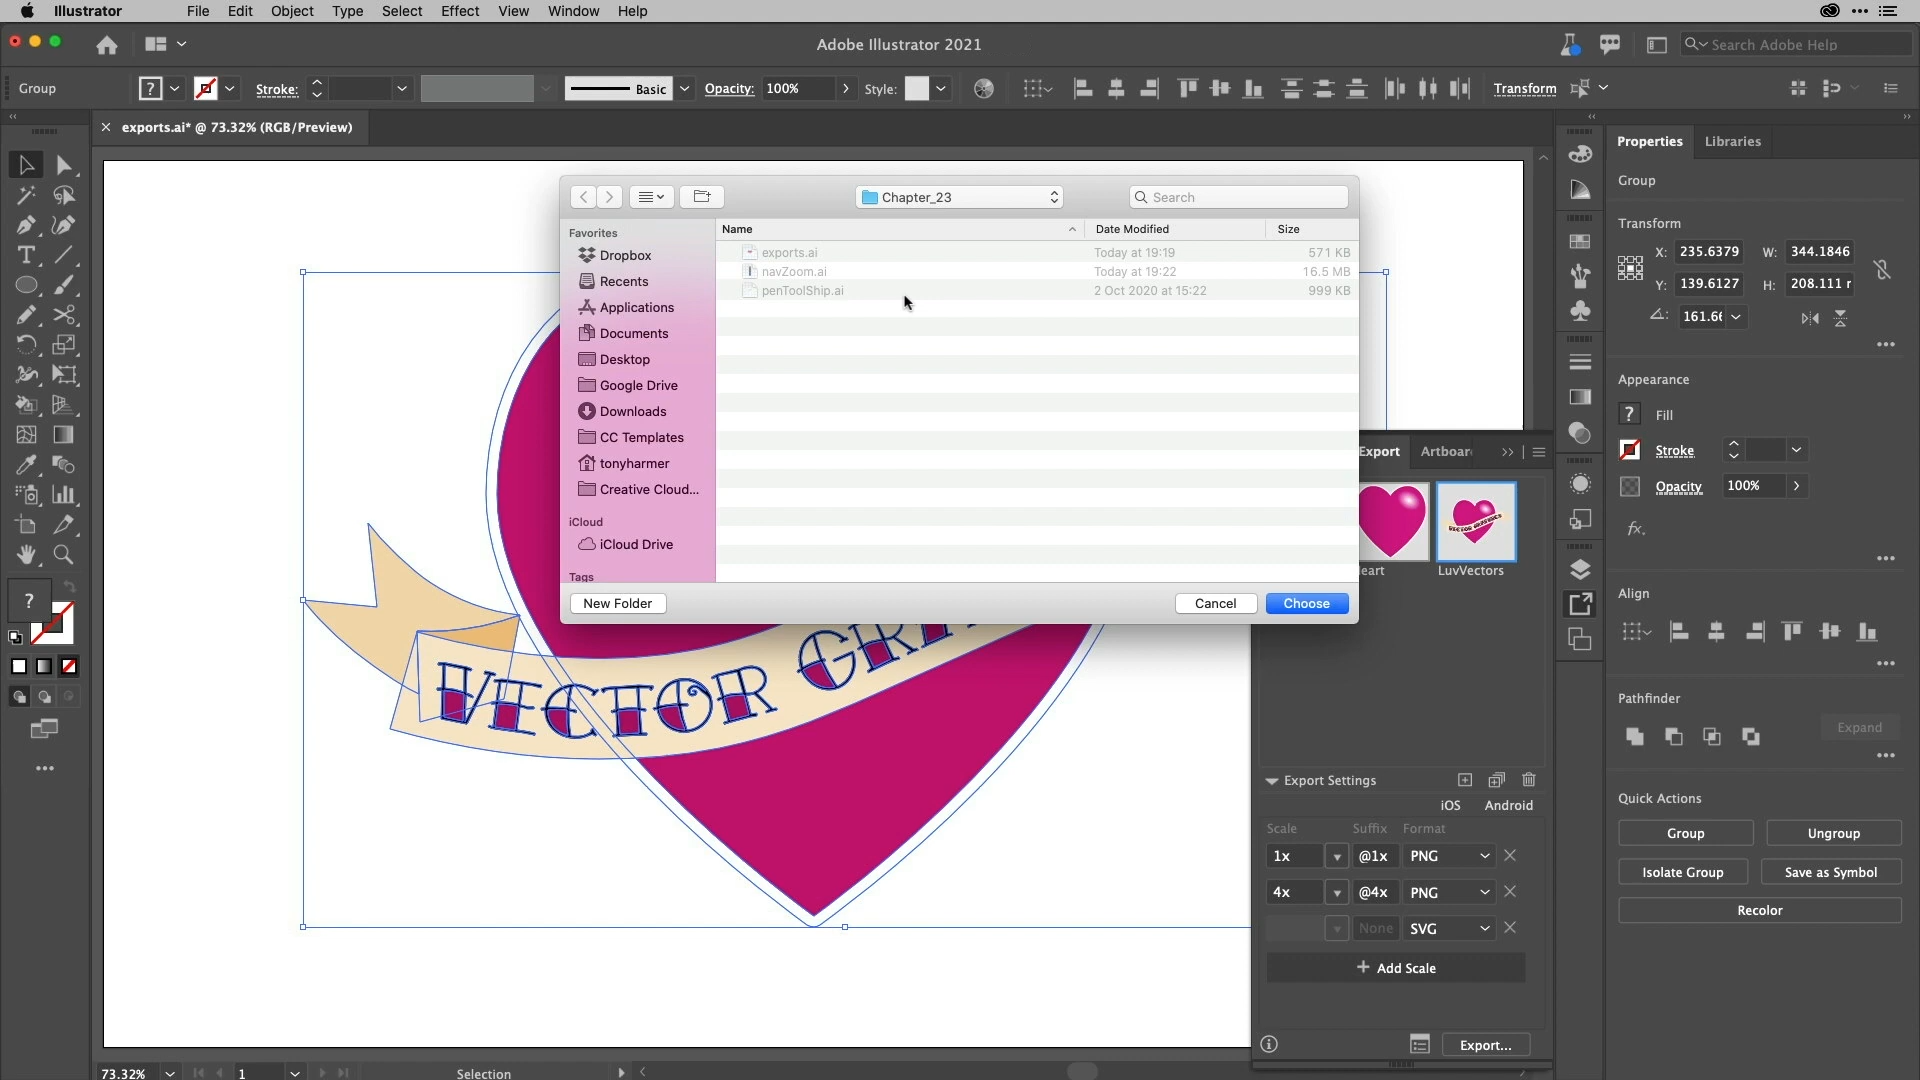 Illustrator File Edit Object Type Select Effect View Window Help
Adobe Illustrator 2021
Search Adobe Help
Group
Stroke:
Basic
Opacity: 100%
Style:
Transform
exports.ai* @ 73.32% (RGB/Preview)
Properties Libraries
Group
Transform
X: 235.6379 W: 344.1846
Y: 139.6127 H: 208.111 r
161.66
Appearance
? Fill
Stroke
Opacity 100%
fx.
Align
Pathfinder
Expand
Quick Actions
Group Ungroup
Isolate Group Save as Symbol
Recolor
Chapter_23
Search
Favorites
Dropbox
Recents
Applications
Documents
Desktop
Google Drive
Downloads
CC Templates
tonyharmer
Creative Cloud...
iCloud
iCloud Drive
Tags
Name Date Modified Size
exports.ai Today at 19:19 571 KB
navZoom.ai Today at 19:22 16.5 MB
penToolShip.ai 2 Oct 2020 at 15:22 999 KB
New Folder Cancel Choose
VECTOR
Export Artboar
eart LuvVectors
Export Settings
iOS Android
Scale Suffix Format
1x @1x PNG
4x @4x PNG
None SVG
+ Add Scale
Export...
73.32% 1 Selection